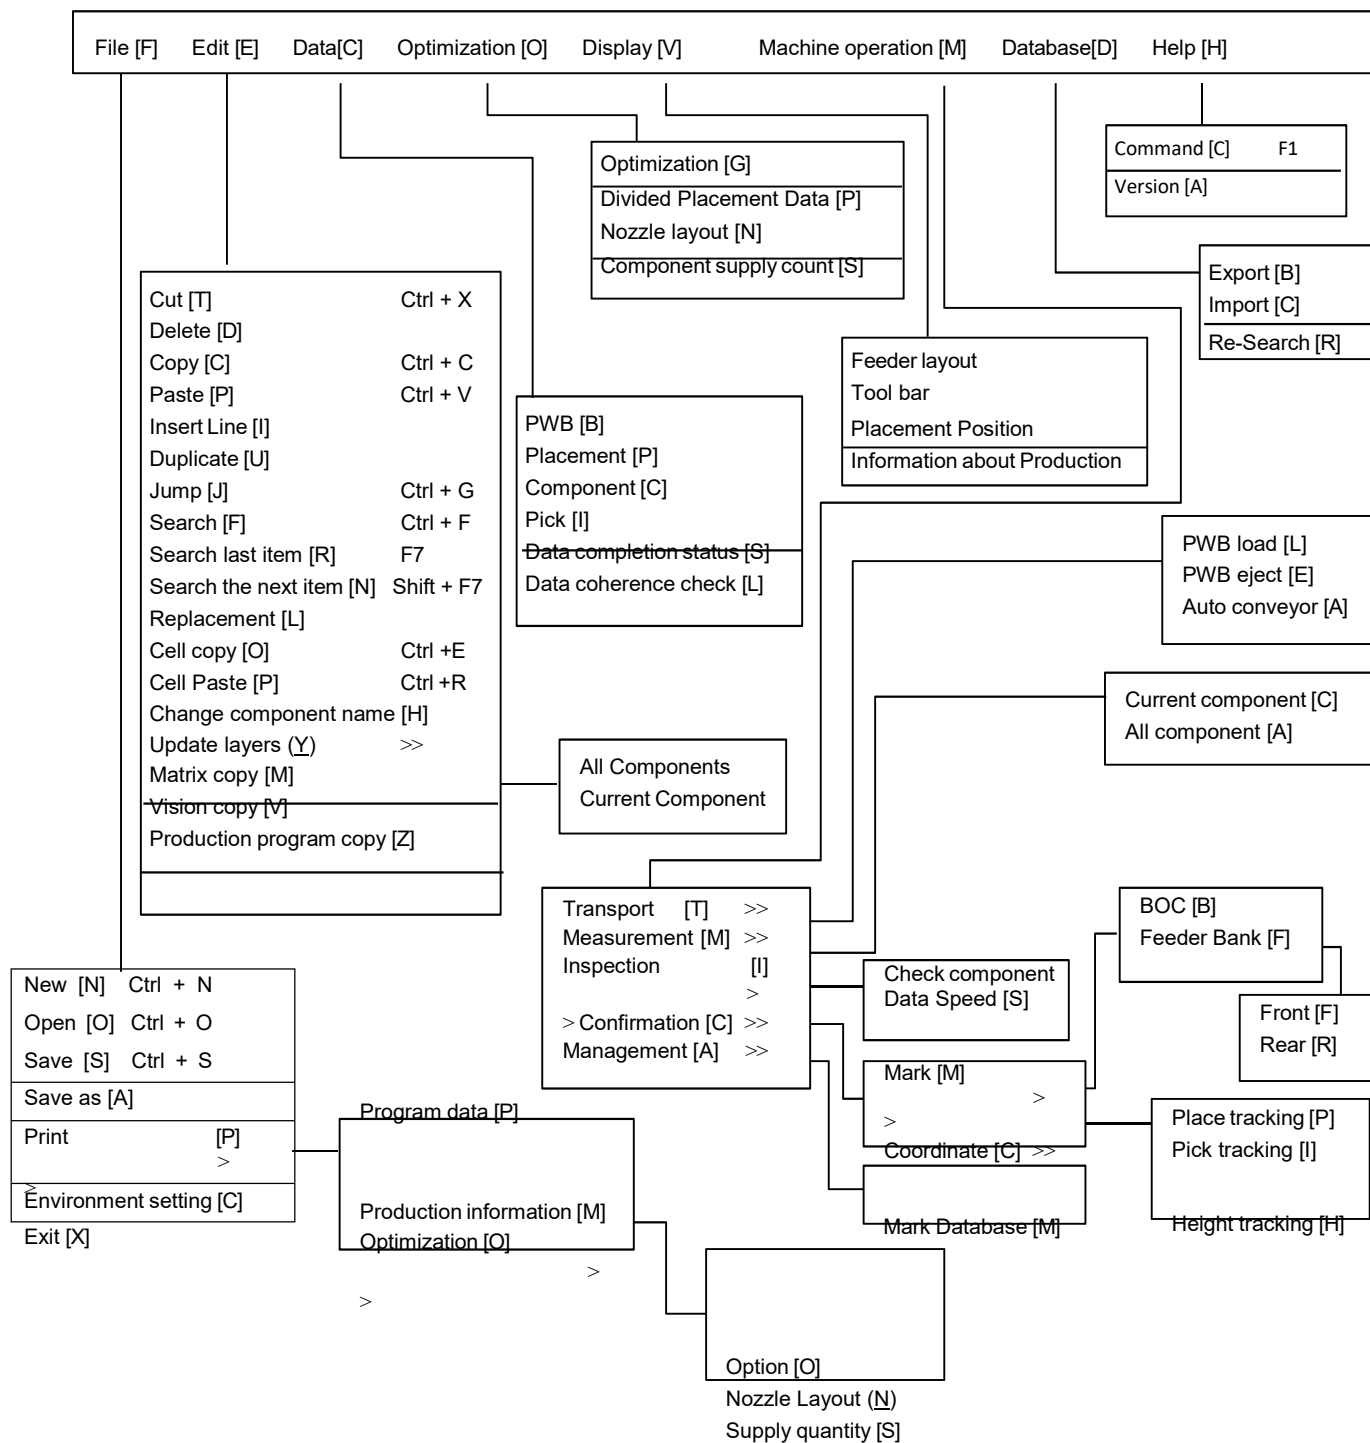 File [F] Edit [E] Data[C] Optimization [O] Display [V] Machine operation [M] Database[D] Help [H]
Command [C] F1
Version [A]
Optimization [G]
Divided Placement Data [P]
Nozzle layout [N]
Component supply count [S]
Export [B]
Import [C]
Re-Search [R]
Cut [T] Ctrl + X
Delete [D]
Copy [C] Ctrl + C
Paste [P] Ctrl + V
Insert Line [I]
Duplicate [U]
Jump [J] Ctrl + G
Search [F] Ctrl + F
Search last item [R] F7
Search the next item [N] Shift + F7
Replacement [L]
Cell copy [O] Ctrl +E
Cell Paste [P] Ctrl +R
Change component name [H]
Update layers (Y) >>
Matrix copy [M]
Vision copy [V]
Production program copy [Z]
Feeder layout
Tool bar
Placement Position
Information about Production
PWB [B]
Placement [P]
Component [C]
Pick [I]
Data completion status [S]
Data coherence check [L]
PWB load [L]
PWB eject [E]
Auto conveyor [A]
Current component [C]
All component [A]
All Components
Current Component
Transport [T] >>
Measurement [M] >>
Inspection [I]
>
> Confirmation [C] >>
Management [A] >>
BOC [B]
Feeder Bank [F]
Check component
Data Speed [S]
Front [F]
Rear [R]
Mark [M]
>
>
Coordinate [C] >>
Place tracking [P]
Pick tracking [I]
Height tracking [H]
Mark Database [M]
New [N] Ctrl + N
Open [O] Ctrl + O
Save [S] Ctrl + S
Save as [A]
Print [P]
>
>
Environment setting [C]
Exit [X]
Program data [P]
Production information [M]
Optimization [O]
>
>
Option [O]
Nozzle Layout (N)
Supply quantity [S]